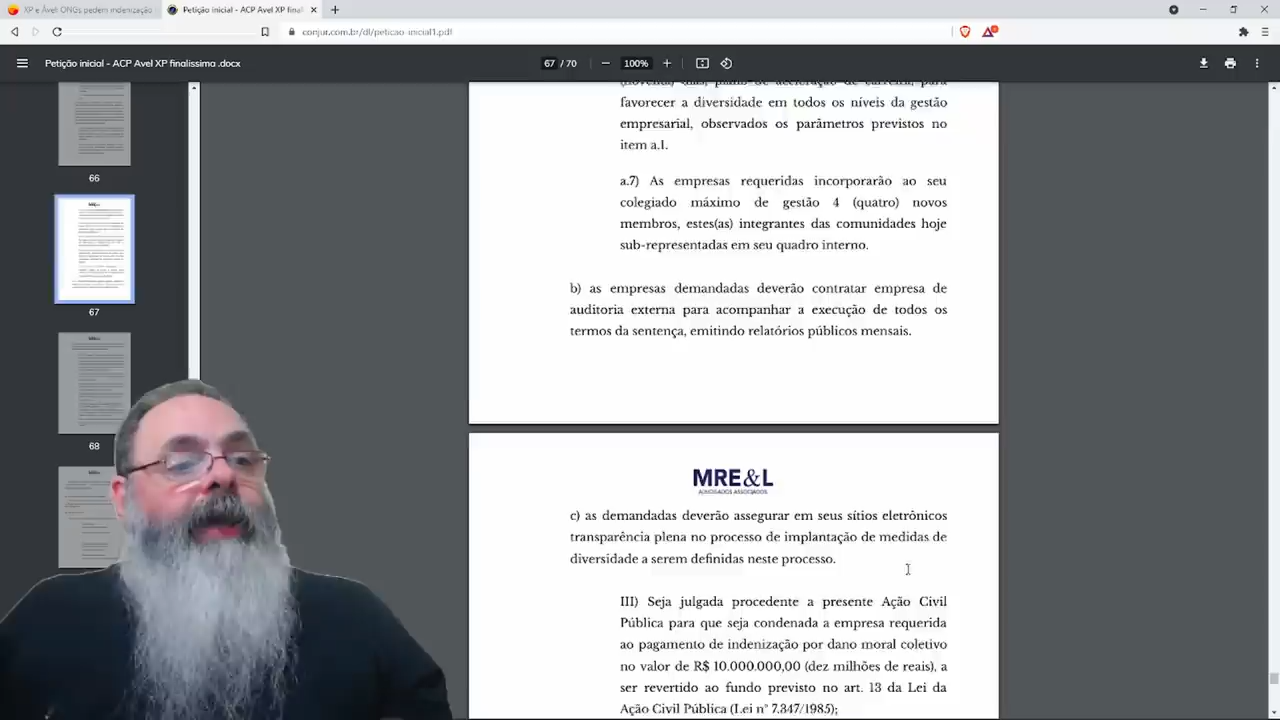 XP e Ável: ONGs pedem indenização
Petição inicial - ACP Avel XP final
conjur.com.br/dl/peticao-inicial1.pdf
Petição inicial - ACP Avel XP finalissima .docx
67 / 70
100%
favorecer a diversidade em todos os níveis da gestão
empresarial, observados os parâmetros previstos no
item a.1.
a.7) As empresas requeridas incorporarão ao seu
colegiado máximo de gestão 4 (quatro) novos
membros, estes(as) integrantes das comunidades hoje
sub-representadas em seu quadro interno.
b) as empresas demandadas deverão contratar empresa de
auditoria externa para acompanhar a execução de todos os
termos da sentença, emitindo relatórios públicos mensais.
66
67
68
MRE&L
ADVOGADOS ASSOCIADOS
c) as demandadas deverão assegurar em seus sítios eletrônicos
transparência plena no processo de implantação de medidas de
diversidade a serem definidas neste processo.
III) Seja julgada procedente a presente Ação Civil
Pública para que seja condenada a empresa requerida
ao pagamento de indenização por dano moral coletivo
no valor de R$ 10.000.000,00 (dez milhões de reais), a
ser revertido ao fundo previsto no art. 13 da Lei da
Ação Civil Pública (Lei nº 7.347/1985);